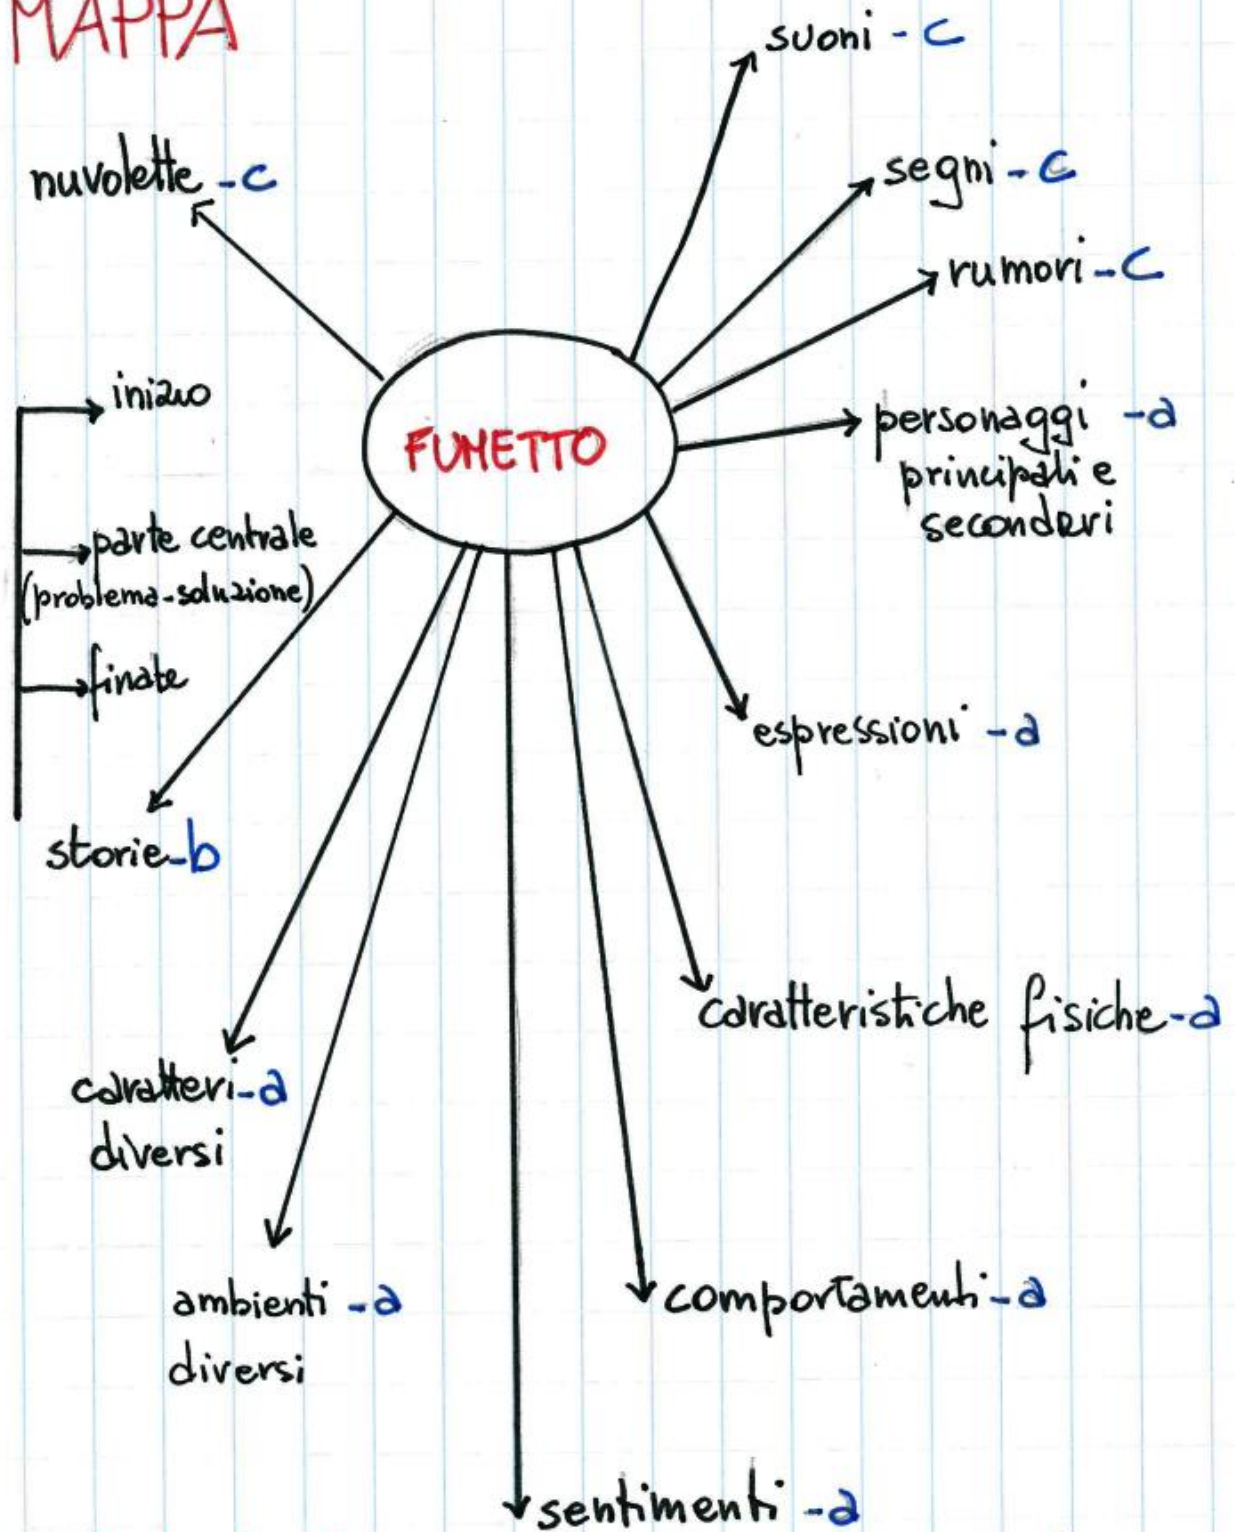 MAPPA
suoni - c
nuvolette - c
segni - c
rumori - c
FUMETTO
inizio
personaggi - a
principali e
secondari
parte centrale
(problema - soluzione)
finale
espressioni - a
storie - b
caratteristiche fisiche - a
caratteri - a
diversi
ambienti - a
diversi
comportamenti - a
sentimenti - a